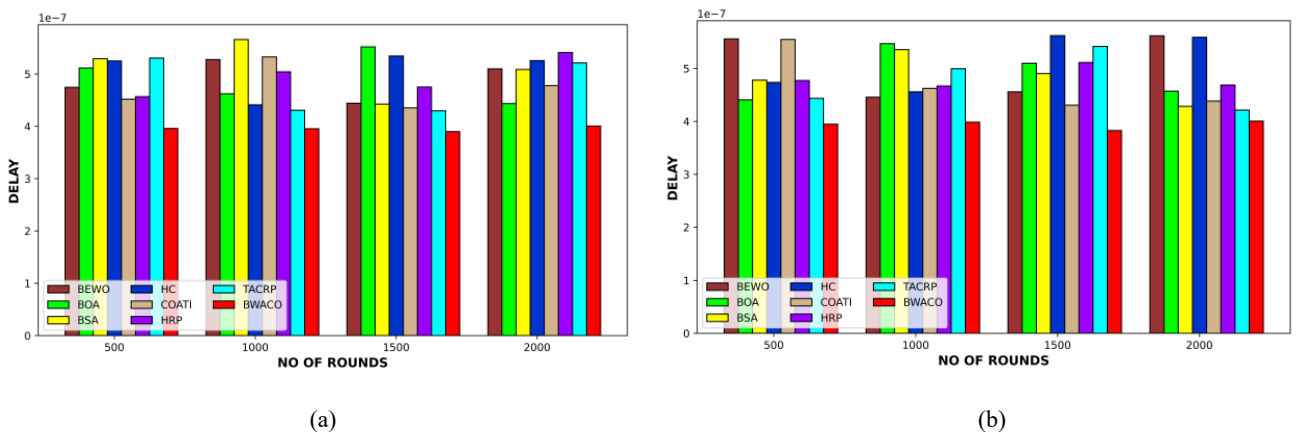 1e−7
5
4
3
2
1
0
DELAY
BEWO
BOA
BSA
HC
COATI
HRP
TACRP
BWACO
500 1000 1500 2000
NO OF ROUNDS
(a)
1e−7
5
4
3
2
1
0
DELAY
BEWO
BOA
BSA
HC
COATI
HRP
TACRP
BWACO
500 1000 1500 2000
NO OF ROUNDS
(b)